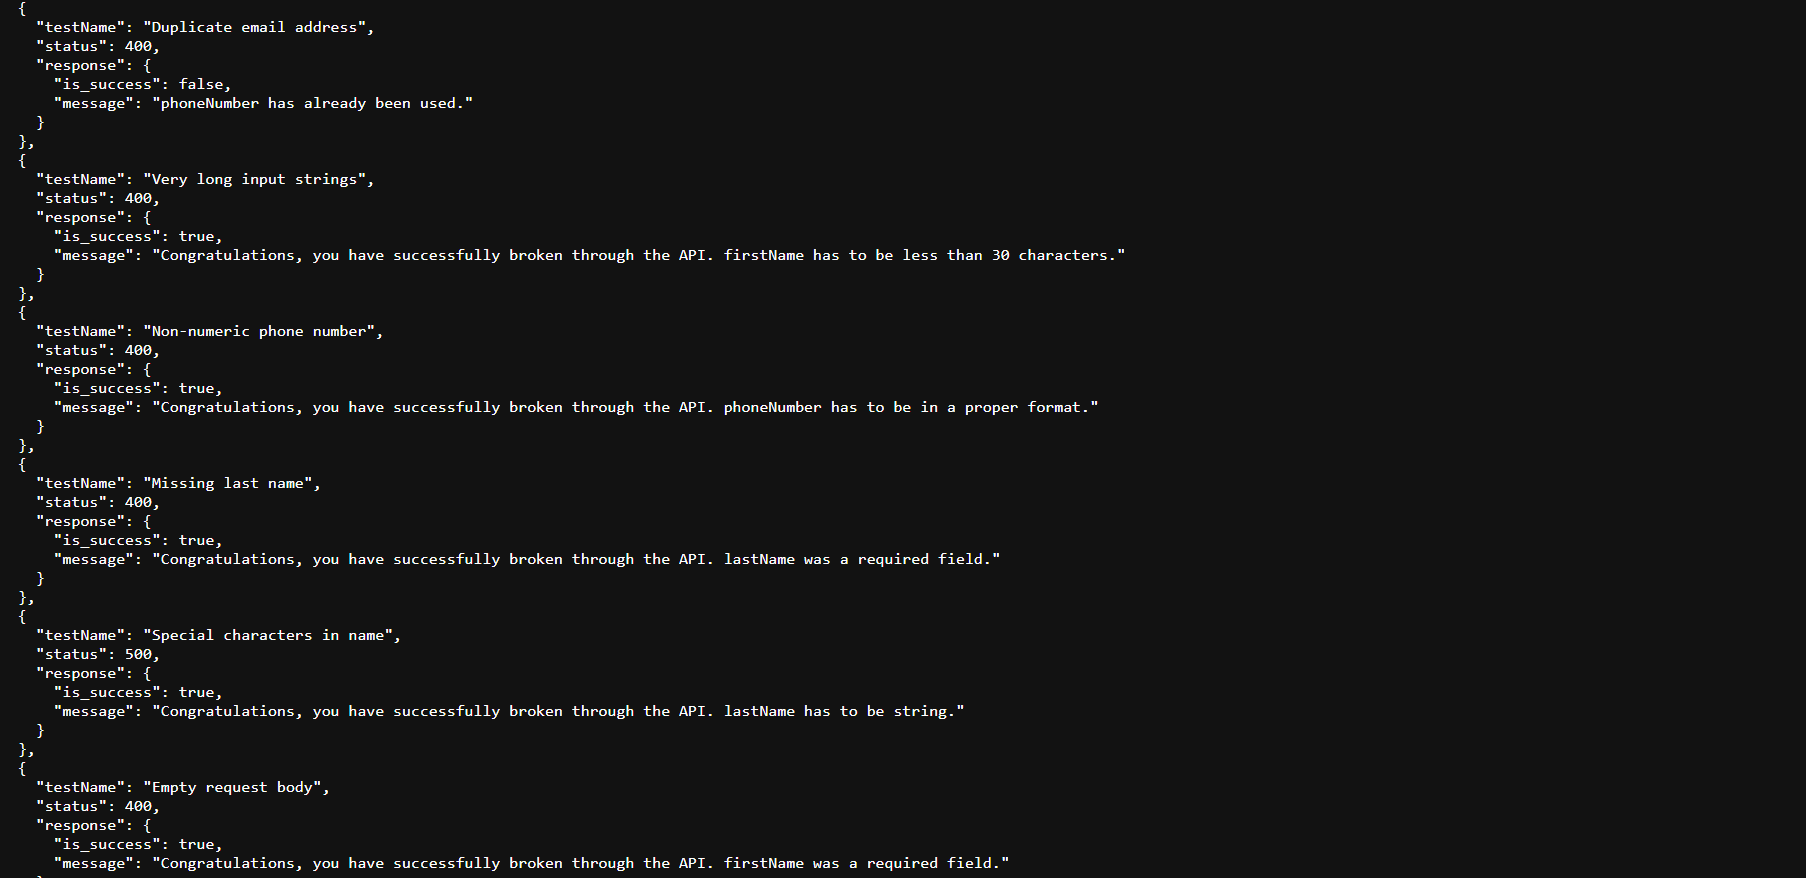 {
"testName": "Duplicate email address",
"status": 400,
"response": {
"is_success": false,
"message": "phoneNumber has already been used."
}
},
{
"testName": "Very long input strings",
"status": 400,
"response": {
"is_success": true,
"message": "Congratulations, you have successfully broken through the API. firstName has to be less than 30 characters."
}
},
{
"testName": "Non-numeric phone number",
"status": 400,
"response": {
"is_success": true,
"message": "Congratulations, you have successfully broken through the API. phoneNumber has to be in a proper format."
}
},
{
"testName": "Missing last name",
"status": 400,
"response": {
"is_success": true,
"message": "Congratulations, you have successfully broken through the API. lastName was a required field."
}
},
{
"testName": "Special characters in name",
"status": 500,
"response": {
"is_success": true,
"message": "Congratulations, you have successfully broken through the API. lastName has to be string."
}
},
{
"testName": "Empty request body",
"status": 400,
"response": {
"is_success": true,
"message": "Congratulations, you have successfully broken through the API. firstName was a required field."